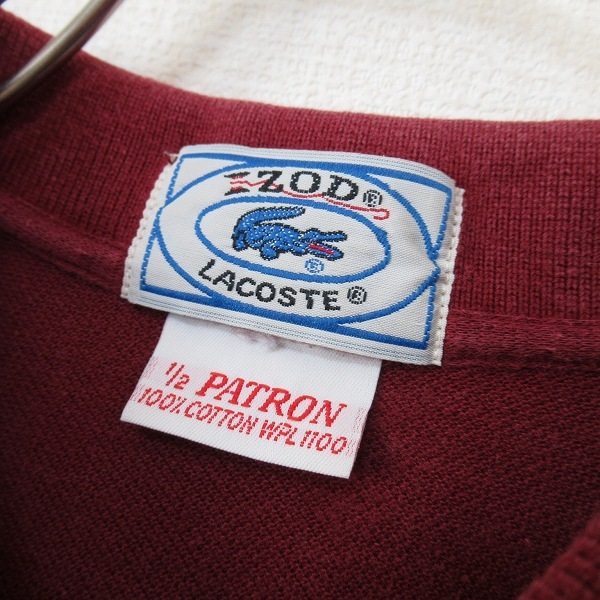 IZOD®
®
LACOSTE®
1/2 PATRON
100% COTTON WPL 1100